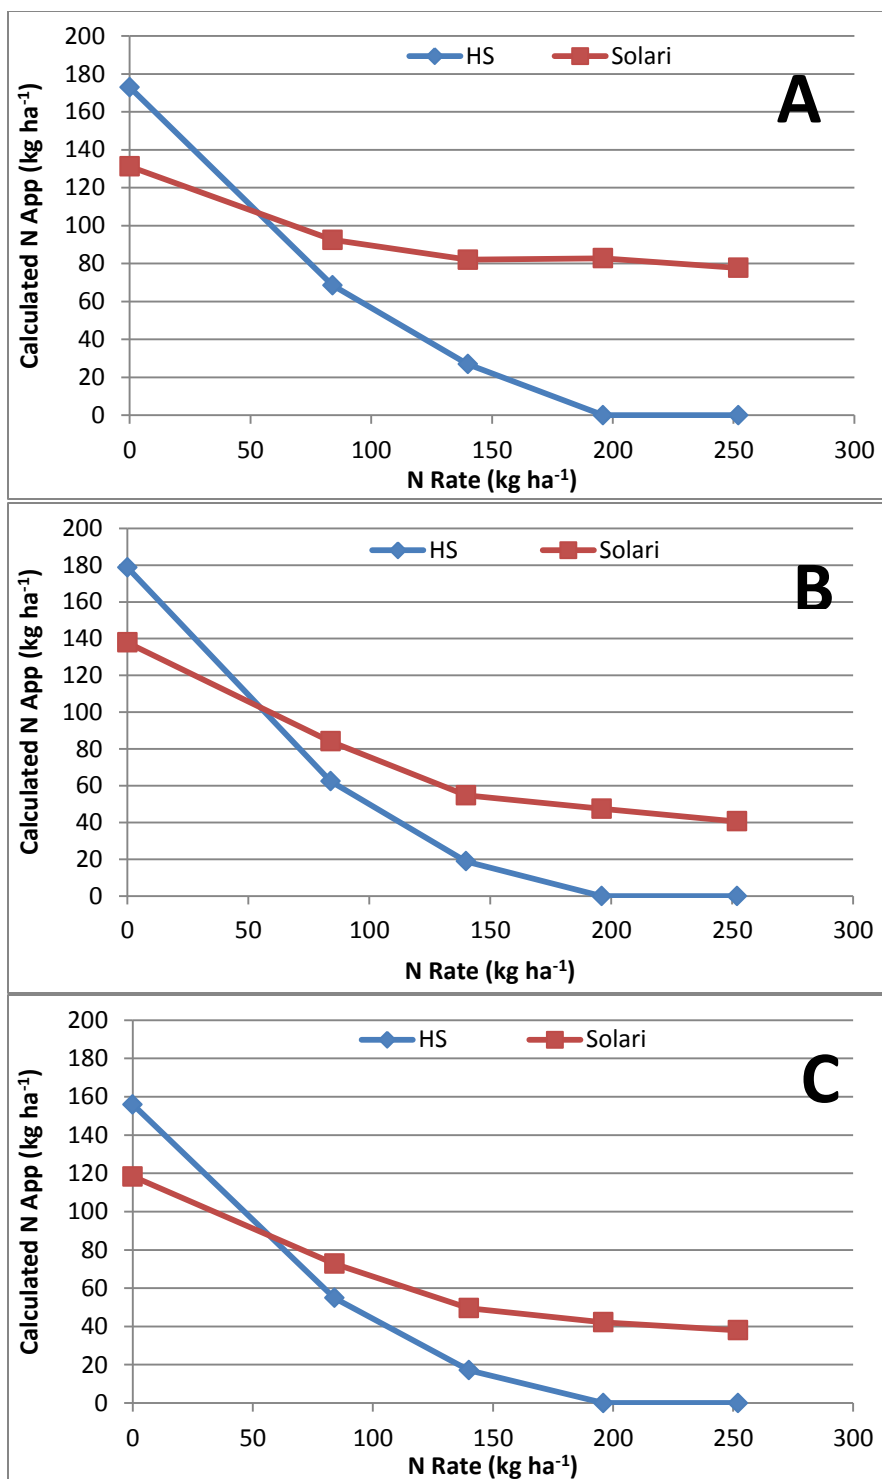 HS Solari
A
Calculated N App (kg ha⁻¹)
200
180
160
140
120
100
80
60
40
20
0
0 50 100 150 200 250 300
N Rate (kg ha⁻¹)
HS Solari
B
Calculated N App (kg ha⁻¹)
200
180
160
140
120
100
80
60
40
20
0
0 50 100 150 200 250 300
N Rate (kg ha⁻¹)
HS Solari
C
Calculated N App (kg ha⁻¹)
200
180
160
140
120
100
80
60
40
20
0
0 50 100 150 200 250 300
N Rate (kg ha⁻¹)